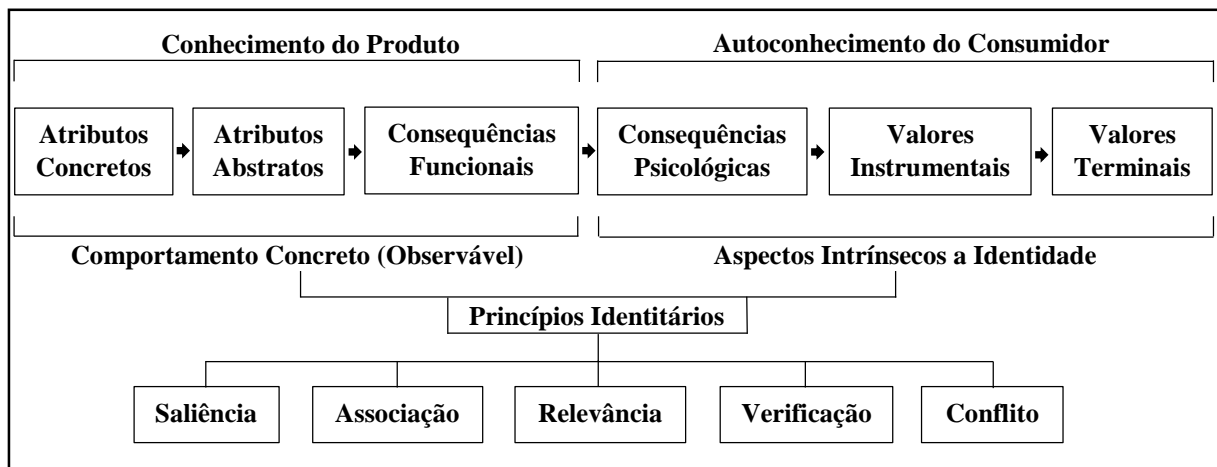 Conhecimento do Produto
Autoconhecimento do Consumidor
Atributos
Concretos
Atributos
Abstratos
Consequências
Funcionais
Consequências
Psicológicas
Valores
Instrumentais
Valores
Terminais
Comportamento Concreto (Observável)
Aspectos Intrínsecos a Identidade
Princípios Identitários
Saliência
Associação
Relevância
Verificação
Conflito